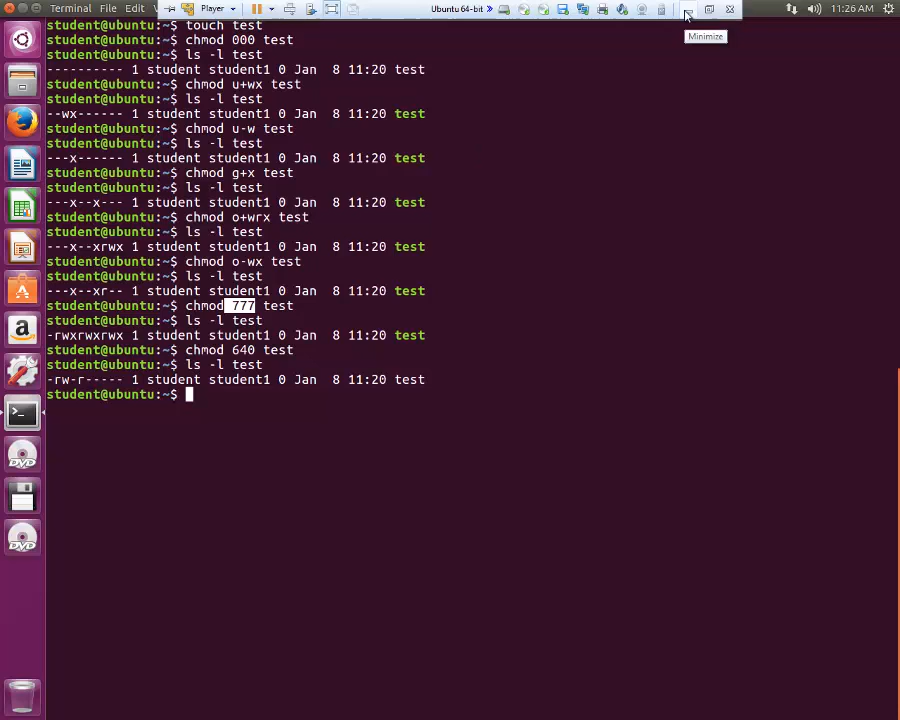 Terminal File Edit Player Ubuntu 64-bit 11:26 AM
Minimize
student@ubuntu:~$ touch test
student@ubuntu:~$ chmod 000 test
student@ubuntu:~$ ls -l test
---------- 1 student student1 0 Jan  8 11:20 test
student@ubuntu:~$ chmod u+wx test
student@ubuntu:~$ ls -l test
--wx------ 1 student student1 0 Jan  8 11:20 test
student@ubuntu:~$ chmod u-w test
student@ubuntu:~$ ls -l test
---x------ 1 student student1 0 Jan  8 11:20 test
student@ubuntu:~$ chmod g+x test
student@ubuntu:~$ ls -l test
---x--x--- 1 student student1 0 Jan  8 11:20 test
student@ubuntu:~$ chmod o+wrx test
student@ubuntu:~$ ls -l test
---x--xrwx 1 student student1 0 Jan  8 11:20 test
student@ubuntu:~$ chmod o-wx test
student@ubuntu:~$ ls -l test
---x--xr-- 1 student student1 0 Jan  8 11:20 test
student@ubuntu:~$ chmod 777 test
student@ubuntu:~$ ls -l test
-rwxrwxrwx 1 student student1 0 Jan  8 11:20 test
student@ubuntu:~$ chmod 640 test
student@ubuntu:~$ ls -l test
-rw-r----- 1 student student1 0 Jan  8 11:20 test
student@ubuntu:~$
DVD
DVD